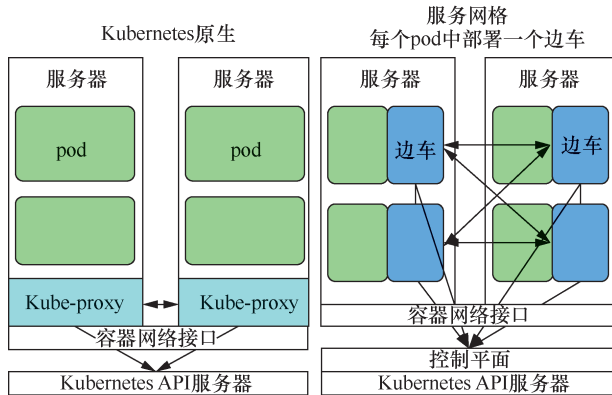 Kubernetes原生
服务器
服务器
pod
pod
Kube-proxy
Kube-proxy
容器网络接口
Kubernetes API服务器
服务网格
每个pod中部署一个边车
服务器
服务器
边车
边车
容器网络接口
控制平面
Kubernetes API服务器